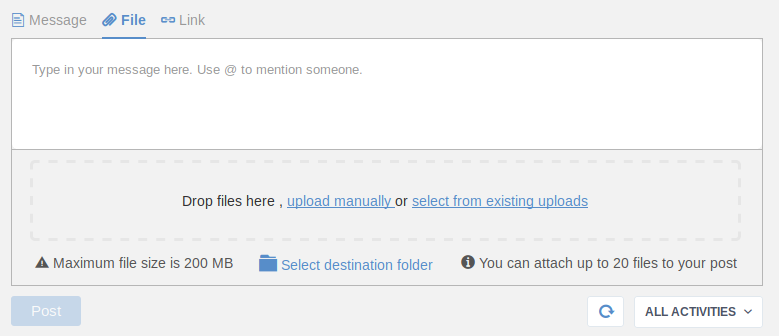 Message File Link
Type in your message here. Use @ to mention someone.
Drop files here , upload manually or select from existing uploads
Maximum file size is 200 MB Select destination folder You can attach up to 20 files to your post
Post ALL ACTIVITIES